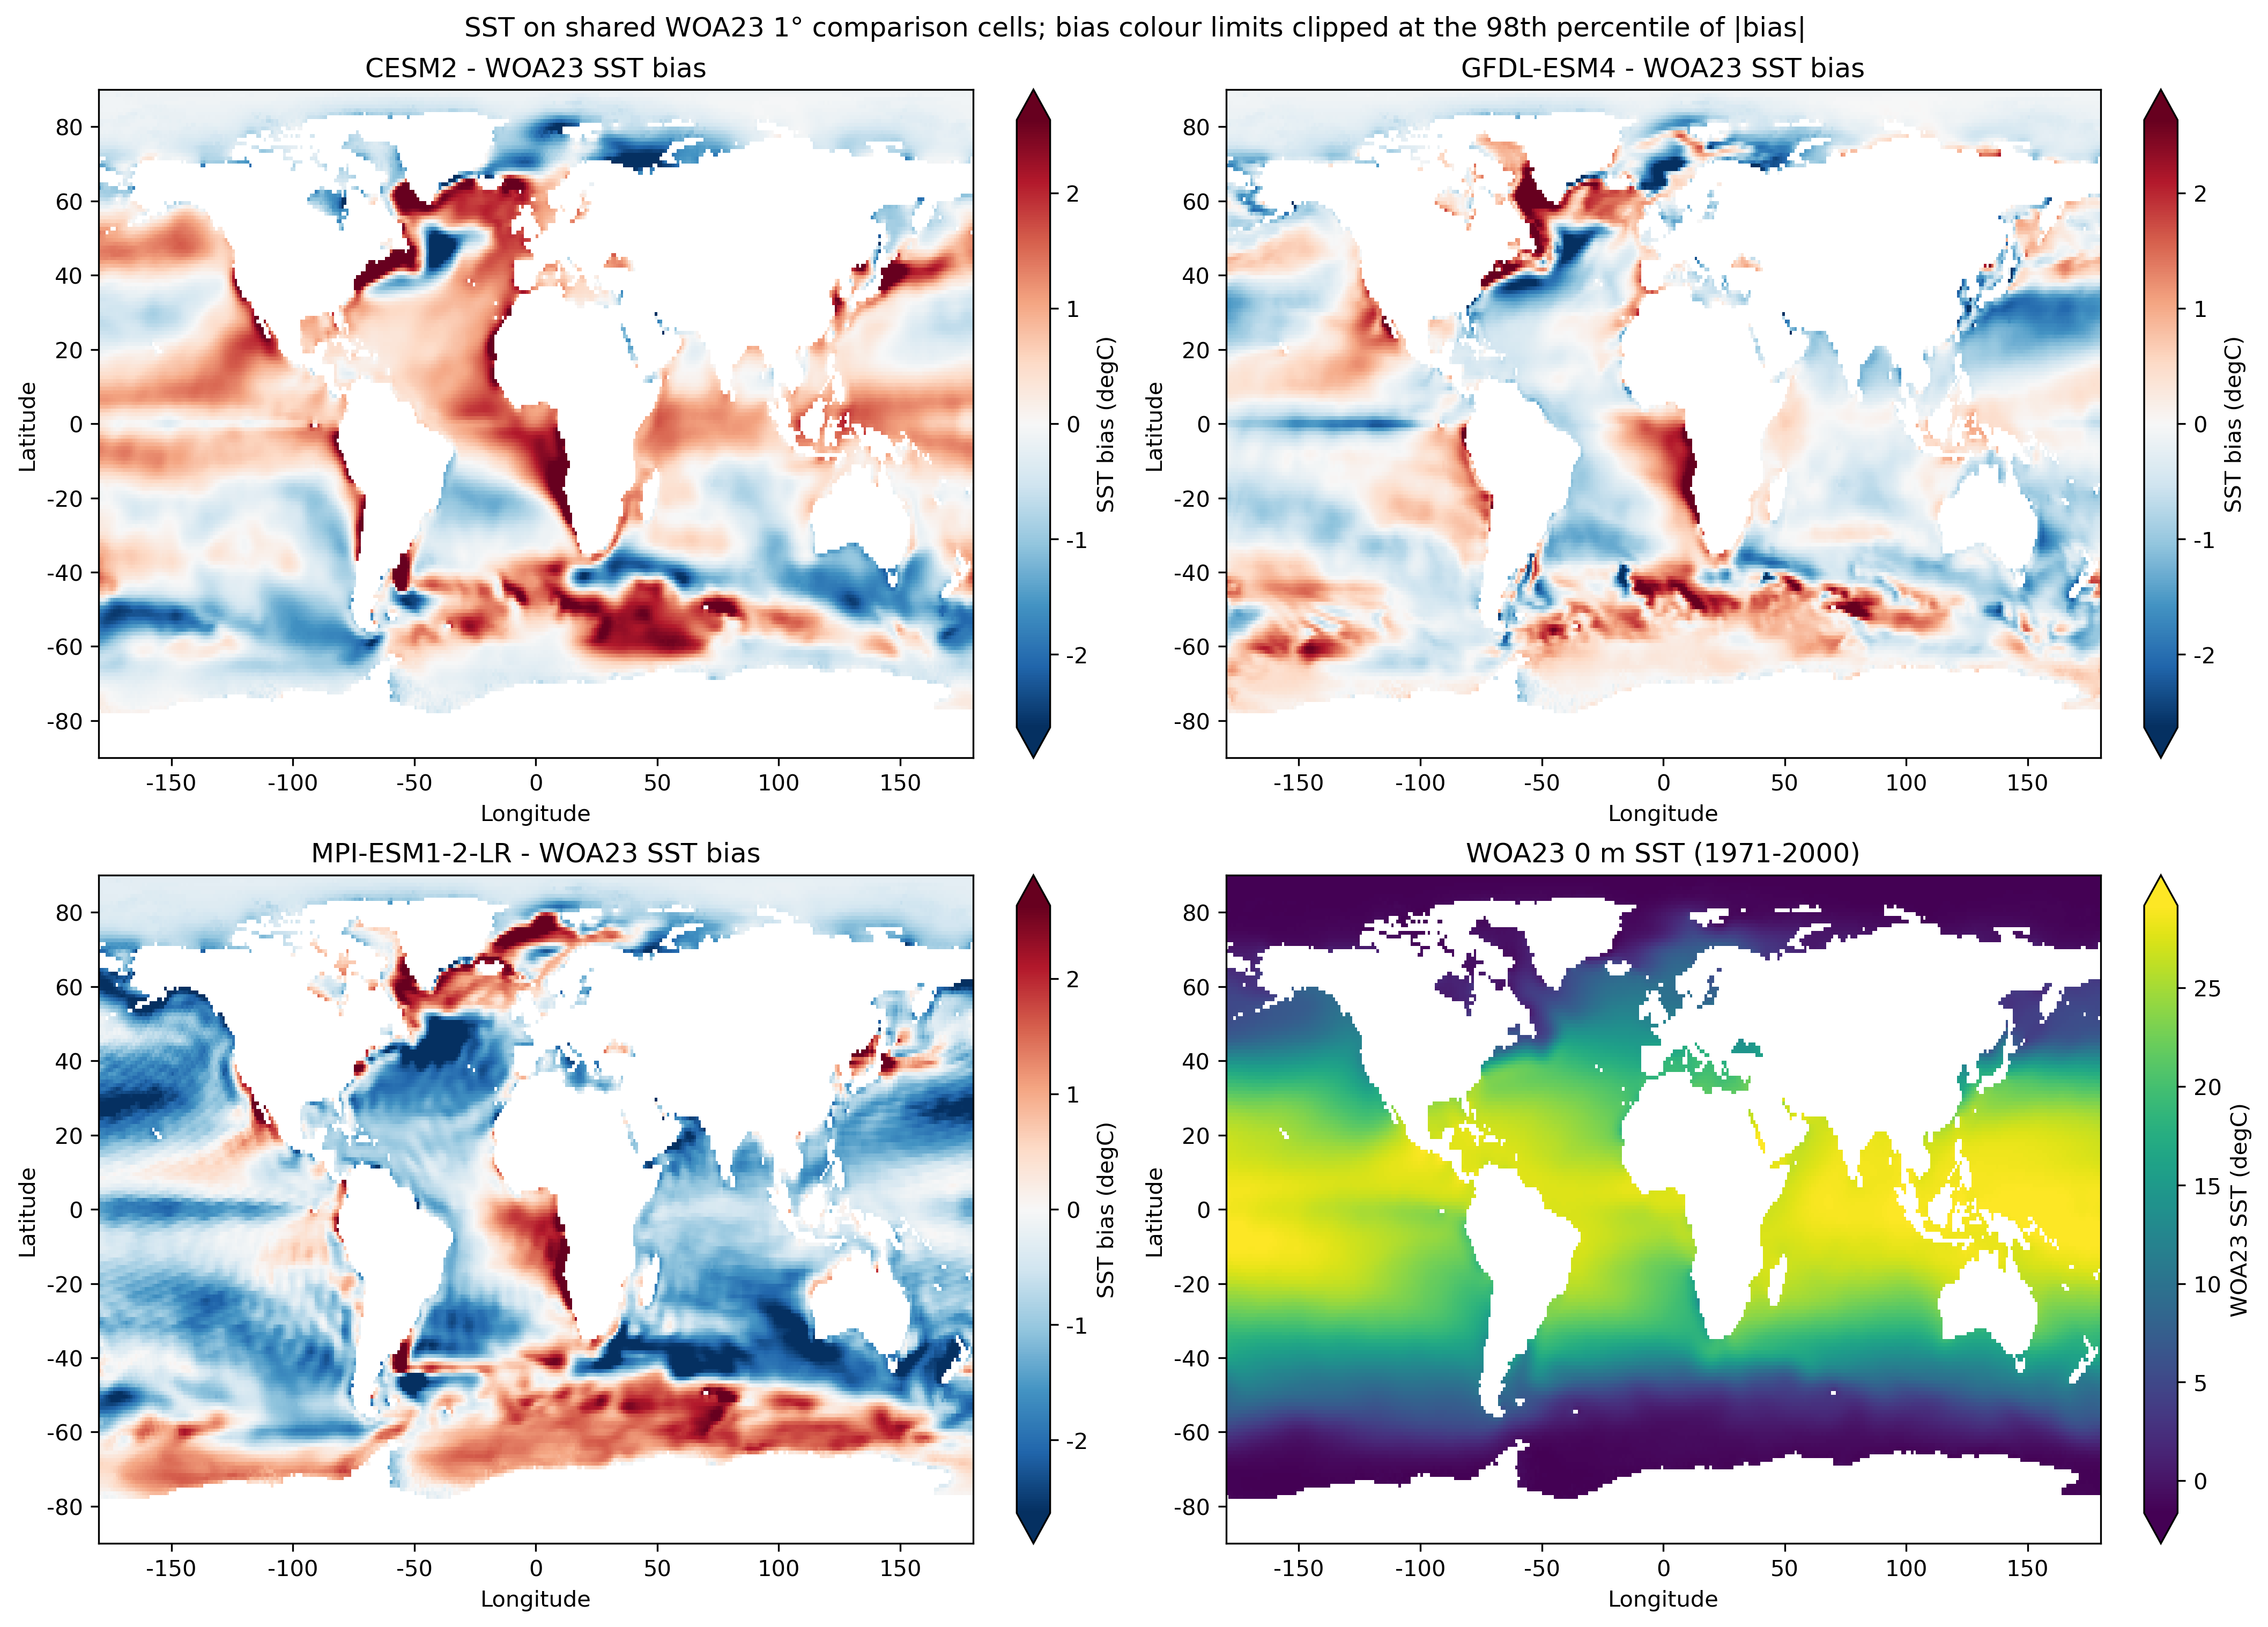 SST on shared WOA23 1° comparison cells; bias colour limits clipped at the 98th percentile of |bias|
CESM2 - WOA23 SST bias
80
60
40
20
0
-20
-40
-60
-80
Latitude
-150 -100 -50 0 50 100 150
Longitude
2
1
0
-1
-2
SST bias (degC)
GFDL-ESM4 - WOA23 SST bias
80
60
40
20
0
-20
-40
-60
-80
Latitude
-150 -100 -50 0 50 100 150
Longitude
2
1
0
-1
-2
SST bias (degC)
MPI-ESM1-2-LR - WOA23 SST bias
80
60
40
20
0
-20
-40
-60
-80
Latitude
-150 -100 -50 0 50 100 150
Longitude
2
1
0
-1
-2
SST bias (degC)
WOA23 0 m SST (1971-2000)
80
60
40
20
0
-20
-40
-60
-80
Latitude
-150 -100 -50 0 50 100 150
Longitude
25
20
15
10
5
0
WOA23 SST (degC)